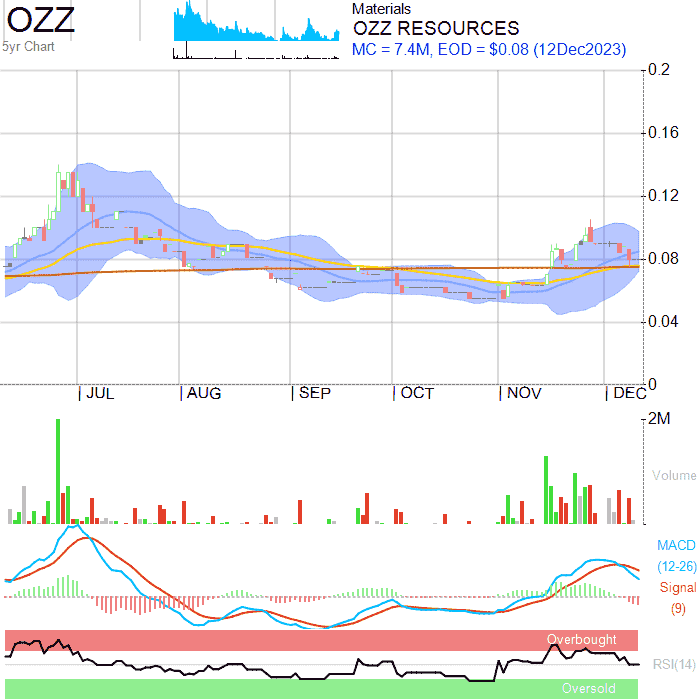 OZZ
5yr Chart
Materials
OZZ RESOURCES
MC = 7.4M, EOD = $0.08 (12Dec2023)
0.2
0.16
0.12
0.08
0.04
0
JUL AUG SEP OCT NOV DEC
2M
Volume
MACD
(12-26)
Signal
(9)
Overbought
RSI(14)
Oversold